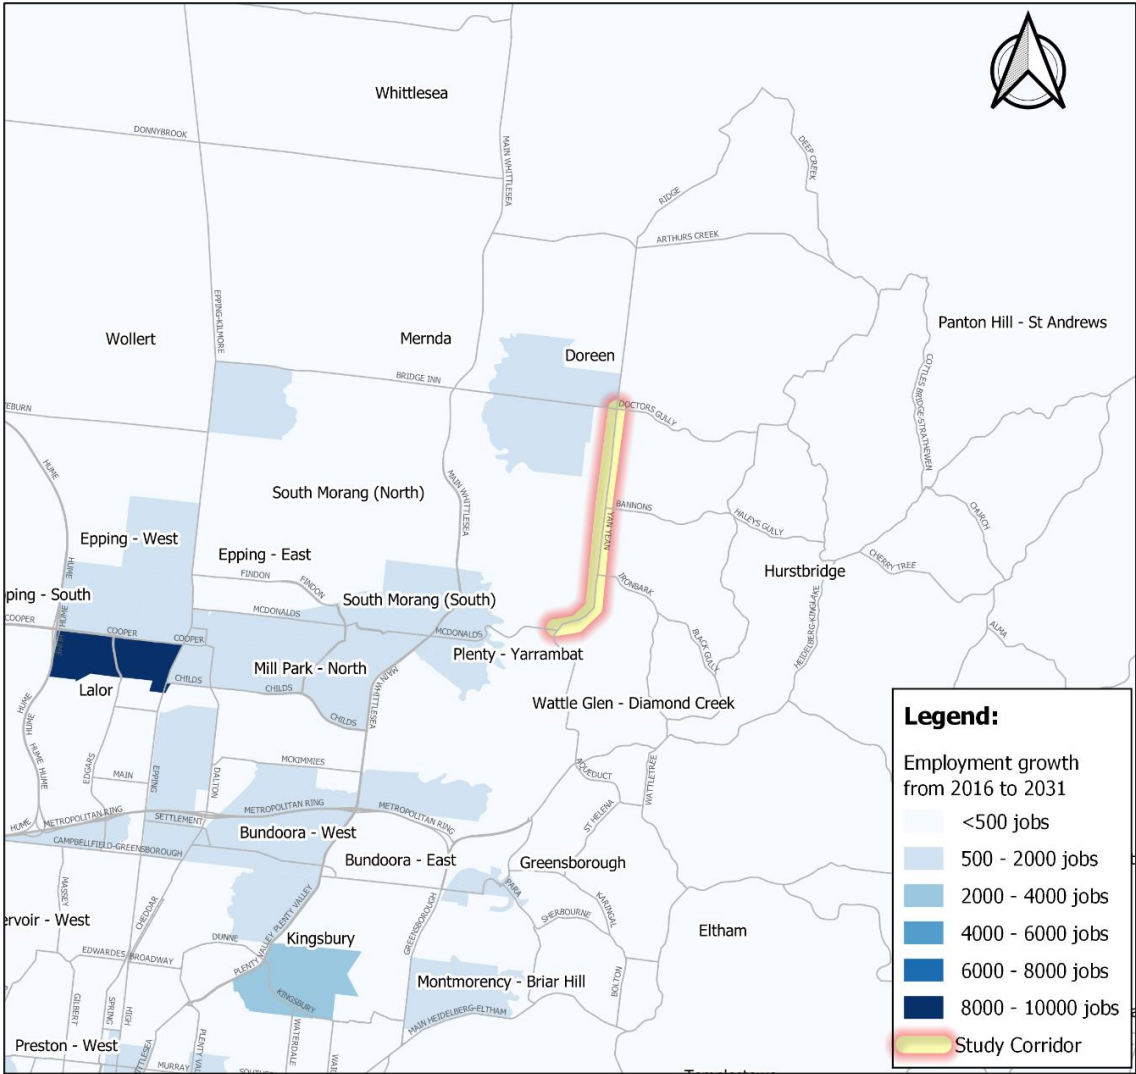 Whittlesea
DONNYBROOK
MAIN WHITTLESEA
DEEP CREEK
RIDGE
ARTHURS CREEK
EPPING-KILMORE
Wollert
Mernda
Doreen
Panton Hill - St Andrews
BRIDGE INN
COTTLES BRIDGE-STRATHEWEN
DOCTORS GULLY
HUME
MAIN WHITTLESEA
South Morang (North)
BANNONS
YAN YEAN
HALEYS GULLY
CHURCH
Epping - West
Epping - East
FINDON
FINDON
HUME
CHERRY TREE
Hurstbridge
IRONBARK
South Morang (South)
MCDONALDS
MCDONALDS
COOPER
HUME
COOPER
COOPER
HUME
HEIDELBERG-KINGLAKE
ALMA
BLACK GULLY
Plenty - Yarrambat
Mill Park - North
CHILDS
CHILDS
CHILDS
MAIN WHITTLESEA
Lalor
HUME
HUME
HUME HUME
Wattle Glen - Diamond Creek
EDGARS
MAIN
EPPING
DALTON
MCKIMMIES
AQUEDUCT
WATTLETREE
ST HELENA
HUME
METROPOLITAN RING
SETTLEMENT
METROPOLITAN RING
METROPOLITAN RING
CAMPBELLFIELD-GREENSBOROUGH
Bundoora - West
Bundoora - East
Greensborough
MASSEY
CHEDDAR
PLENTY VALLEY PLENTY VALLEY
PARA
KARINGAL
SHERBOURNE
GREENSBOROUGH
DUNNE
Kingsbury
Eltham
EDWARDES
BROADWAY
KINGSBURY
Montmorency - Briar Hill
BOLTON
MAIN HEIDELBERG-ELTHAM
GILBERT
SPRING
HIGH
WATERDALE
Preston - West
PLENTY
MURRAY
Legend:
Employment growth
from 2016 to 2031
<500 jobs
500 - 2000 jobs
2000 - 4000 jobs
4000 - 6000 jobs
6000 - 8000 jobs
8000 - 10000 jobs
Study Corridor